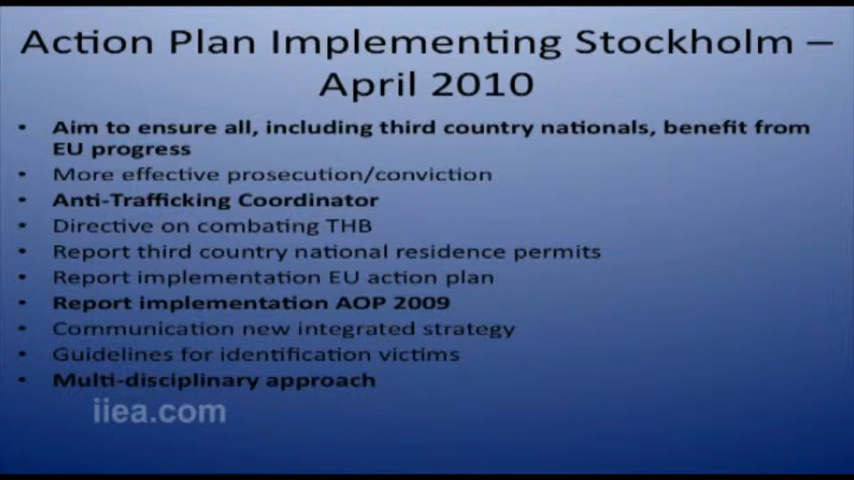 Action Plan Implementing Stockholm –
April 2010
• Aim to ensure all, including third country nationals, benefit from
EU progress
• More effective prosecution/conviction
• Anti-Trafficking Coordinator
• Directive on combating THB
• Report third country national residence permits
• Report implementation EU action plan
• Report implementation AOP 2009
• Communication new integrated strategy
• Guidelines for identification victims
• Multi-disciplinary approach
iiea.com